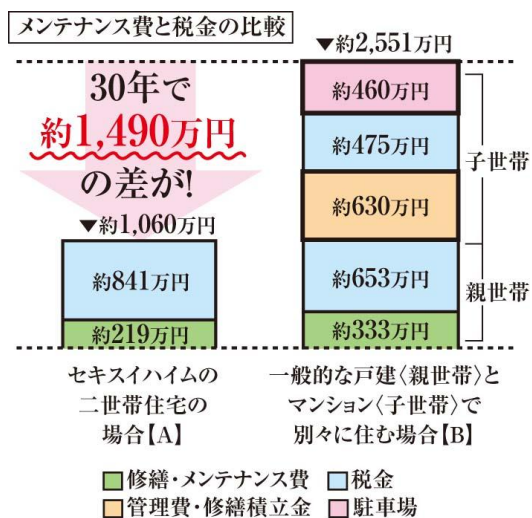 メンテナンス費と税金の比較
▼約2,551万円
30年で
約1,490万円
の差が!
▼約1,060万円
約841万円
約219万円
約460万円
約475万円
約630万円
約653万円
約333万円
子世帯
親世帯
セキスイハイムの
二世帯住宅の
場合【A】
一般的な戸建〈親世帯〉と
マンション〈子世帯〉で
別々に住む場合【B】
修繕・メンテナンス費
税金
管理費・修繕積立金
駐車場